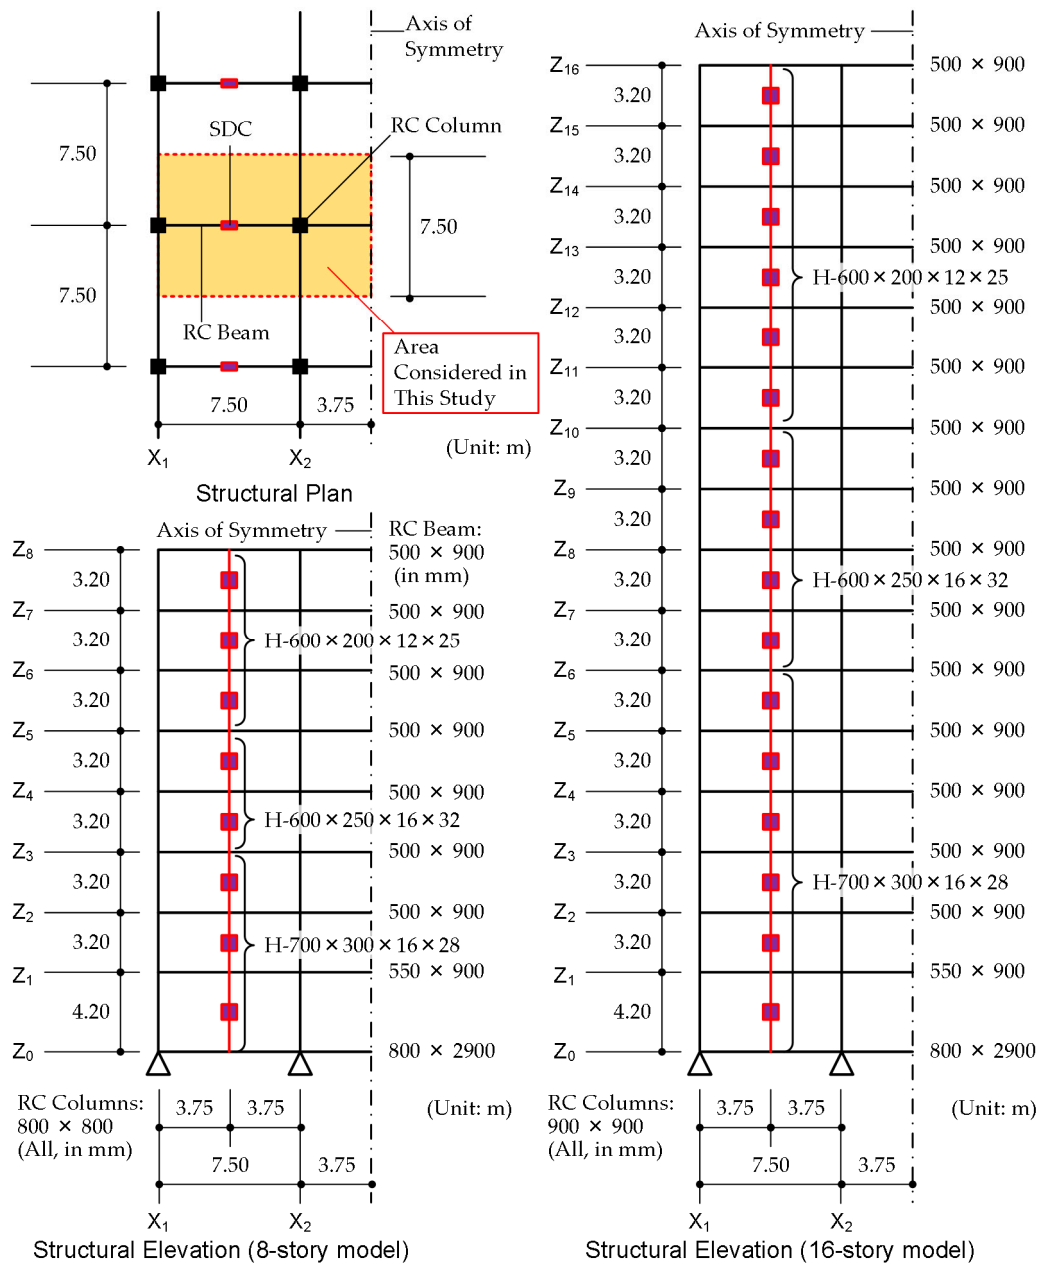 Axis of
Symmetry
SDC
RC Column
7.50
7.50
7.50
RC Beam
Area
Considered in
This Study
7.50
3.75
(Unit: m)
X1
X2
Structural Plan
Axis of Symmetry
RC Beam:
Z8
500 × 900
(in mm)
3.20
Z7
500 × 900
3.20
H-600×200×12×25
Z6
500 × 900
3.20
Z5
500 × 900
3.20
Z4
500 × 900
3.20
H-600×250×16×32
Z3
500 × 900
3.20
Z2
500 × 900
3.20
H-700×300×16×28
Z1
550 × 900
4.20
Z0
800 × 2900
RC Columns:
800 × 800
(All, in mm)
3.75
3.75
(Unit: m)
7.50
3.75
X1
X2
Structural Elevation (8-story model)
Axis of Symmetry
Z16
500 × 900
3.20
Z15
500 × 900
3.20
Z14
500 × 900
3.20
Z13
500 × 900
3.20
H-600×200×12×25
Z12
500 × 900
3.20
Z11
500 × 900
3.20
Z10
500 × 900
3.20
Z9
500 × 900
3.20
Z8
500 × 900
3.20
H-600×250×16×32
Z7
500 × 900
3.20
Z6
500 × 900
3.20
Z5
500 × 900
3.20
Z4
500 × 900
3.20
Z3
500 × 900
3.20
H-700×300×16×28
Z2
500 × 900
3.20
Z1
550 × 900
4.20
Z0
800 × 2900
RC Columns:
900 × 900
(All, in mm)
3.75
3.75
(Unit: m)
7.50
3.75
X1
X2
Structural Elevation (16-story model)